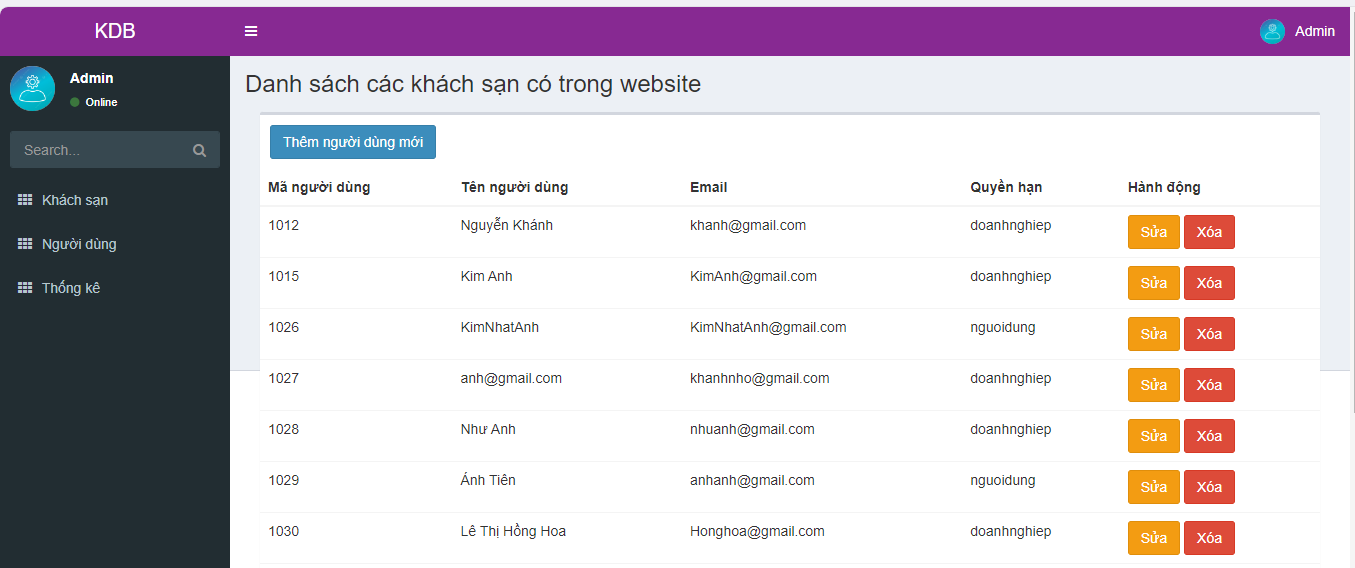 KDB
Admin
Admin
Online
Search...
Khách sạn
Người dùng
Thống kê
Danh sách các khách sạn có trong website
Thêm người dùng mới
Mã người dùng Tên người dùng Email Quyền hạn Hành động
1012 Nguyễn Khánh khanh@gmail.com doanhnghiep Sửa Xóa
1015 Kim Anh KimAnh@gmail.com doanhnghiep Sửa Xóa
1026 KimNhatAnh KimNhatAnh@gmail.com nguoidung Sửa Xóa
1027 anh@gmail.com khanhnho@gmail.com doanhnghiep Sửa Xóa
1028 Như Anh nhuanh@gmail.com doanhnghiep Sửa Xóa
1029 Ánh Tiên anhanh@gmail.com nguoidung Sửa Xóa
1030 Lê Thị Hồng Hoa Honghoa@gmail.com doanhnghiep Sửa Xóa